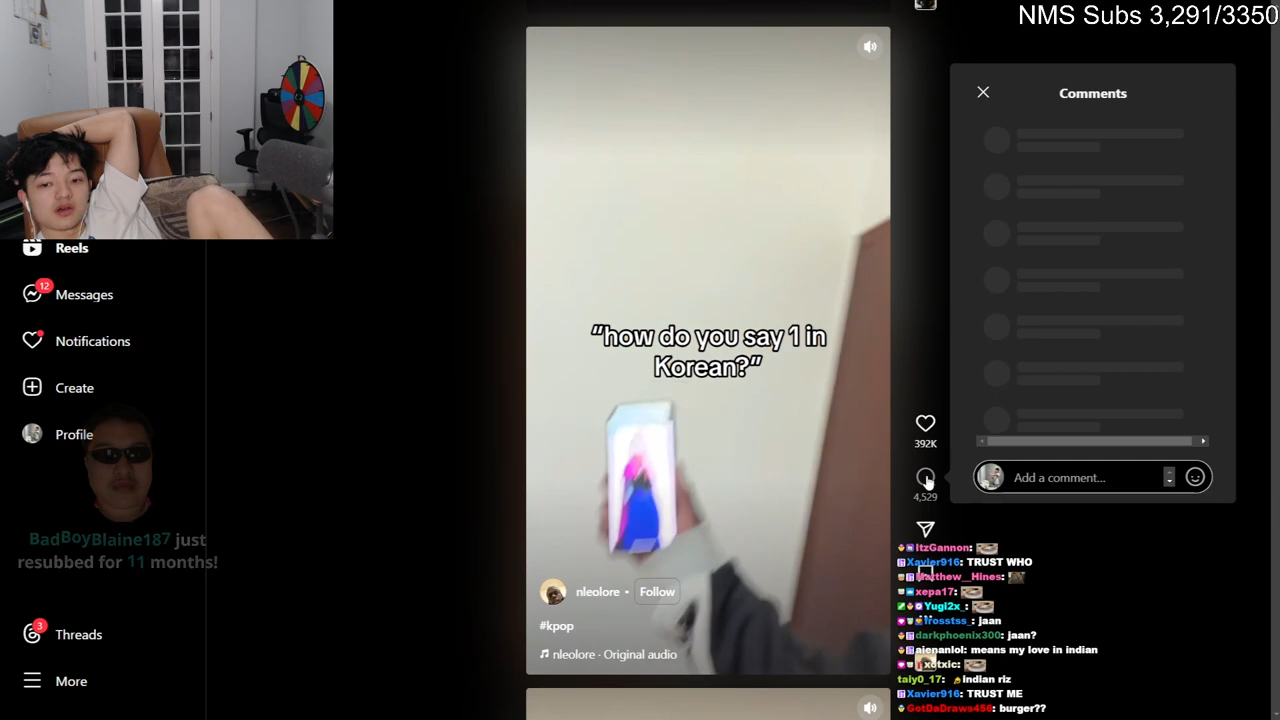 NMS Subs 3,291/3350
Comments
Reels
12
Messages
Notifications
Create
Profile
BadBoyBlaine187 just
resubbed for 11 months!
3
Threads
More
"how do you say 1 in
Korean?"
nleolore • Follow
#kpop
nleolore · Original audio
392K
4,529
Add a comment...
ItzGannon:
Xavier916: TRUST WHO
Matthew__Hines:
xepa17:
Yugi2x_:
frosstss_: jaan
darkphoenix300: jaan?
aienanlol: means my love in indian
xotxic:
taly0_17: indian riz
Xavier916: TRUST ME
GotDaDraws456: burger??